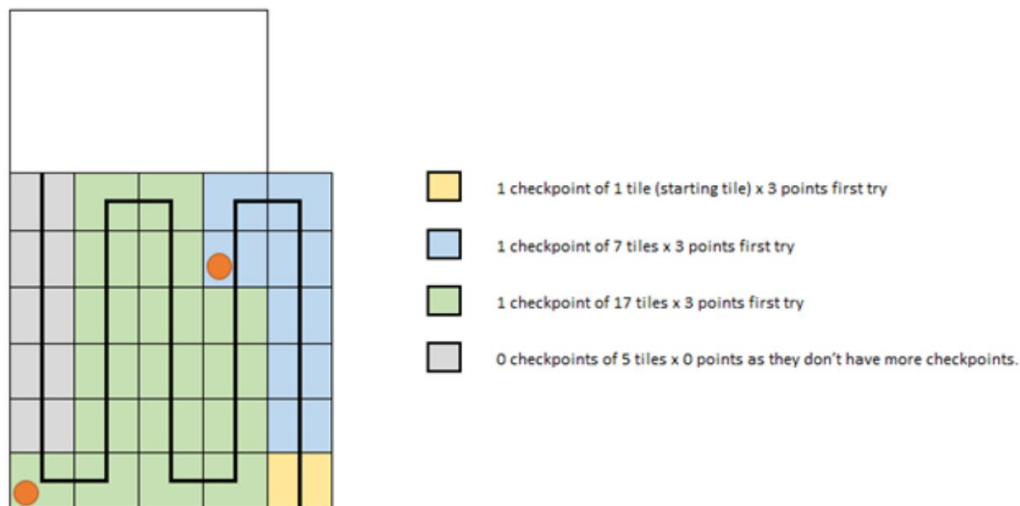 1 checkpoint of 1 tile (starting tile) x 3 points first try
1 checkpoint of 7 tiles x 3 points first try
1 checkpoint of 17 tiles x 3 points first try
0 checkpoints of 5 tiles x 0 points as they don't have more checkpoints.